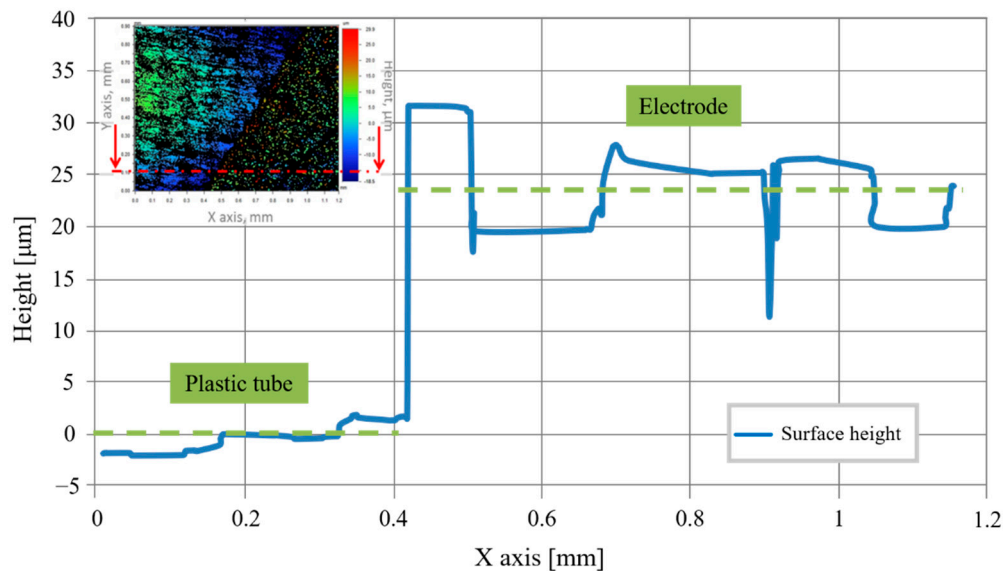 40
35
30
25
20
15
10
5
0
−5
Height [µm]
0
0.2
0.4
0.6
0.8
1
1.2
X axis [mm]
Plastic tube
Electrode
Surface height
Y axis, mm
X axis, mm
Height, µm